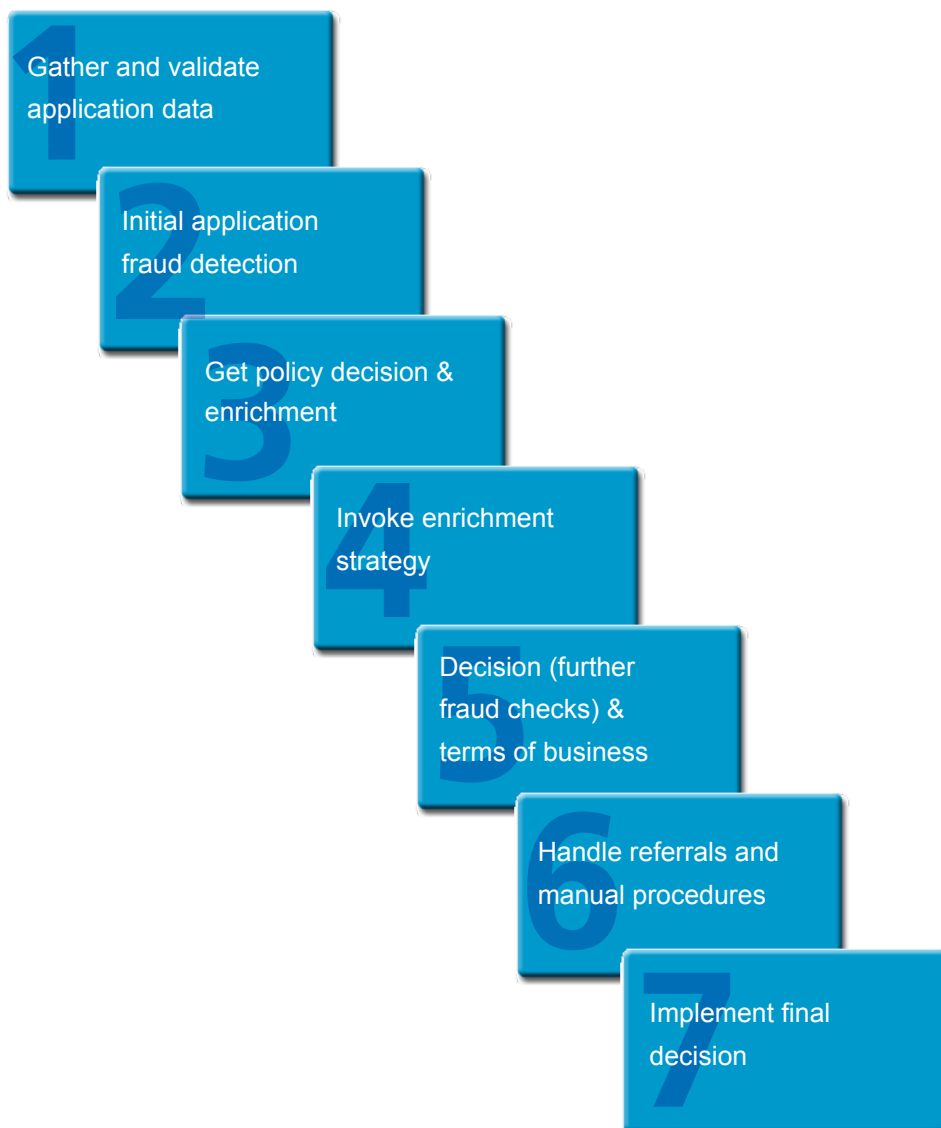 1
Gather and validate
application data
2
Initial application
fraud detection
3
Get policy decision &
enrichment
4
Invoke enrichment
strategy
5
Decision (further
fraud checks) &
terms of business
6
Handle referrals and
manual procedures
7
Implement final
decision